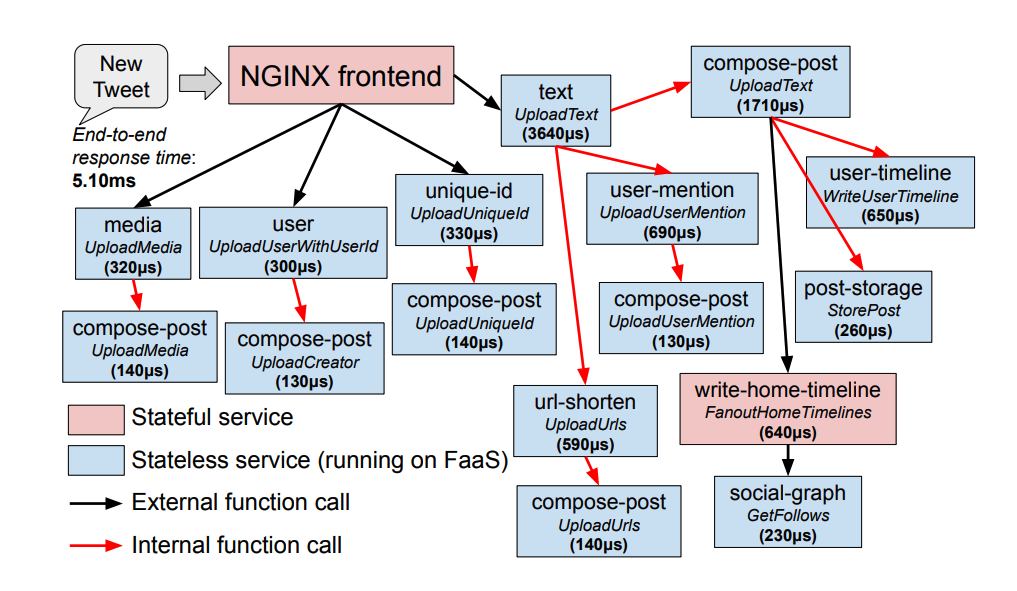 New
Tweet
NGINX frontend
End-to-end
response time:
5.10ms
text
UploadText
(3640µs)
compose-post
UploadText
(1710µs)
media
UploadMedia
(320µs)
user
UploadUserWithUserId
(300µs)
unique-id
UploadUniqueId
(330µs)
user-mention
UploadUserMention
(690µs)
user-timeline
WriteUserTimeline
(650µs)
compose-post
UploadMedia
(140µs)
compose-post
UploadCreator
(130µs)
compose-post
UploadUniqueId
(140µs)
compose-post
UploadUserMention
(130µs)
post-storage
StorePost
(260µs)
url-shorten
UploadUrls
(590µs)
write-home-timeline
FanoutHomeTimelines
(640µs)
compose-post
UploadUrls
(140µs)
social-graph
GetFollows
(230µs)
Stateful service
Stateless service (running on FaaS)
External function call
Internal function call